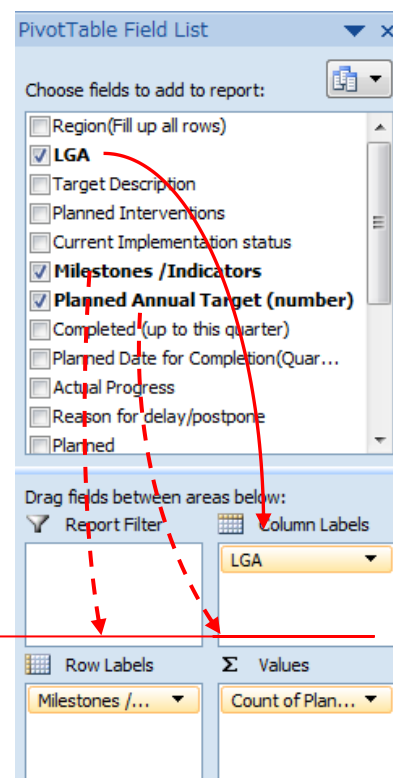 PivotTable Field List
Choose fields to add to report:
Region(Fill up all rows)
LGA
Target Description
Planned Interventions
Current Implementation status
Milestones /Indicators
Planned Annual Target (number)
Completed (up to this quarter)
Planned Date for Completion(Quar...
Actual Progress
Reason for delay/postpone
Planned
Drag fields between areas below:
Report Filter
Column Labels
LGA
Row Labels
Σ Values
Milestones /...
Count of Plan...